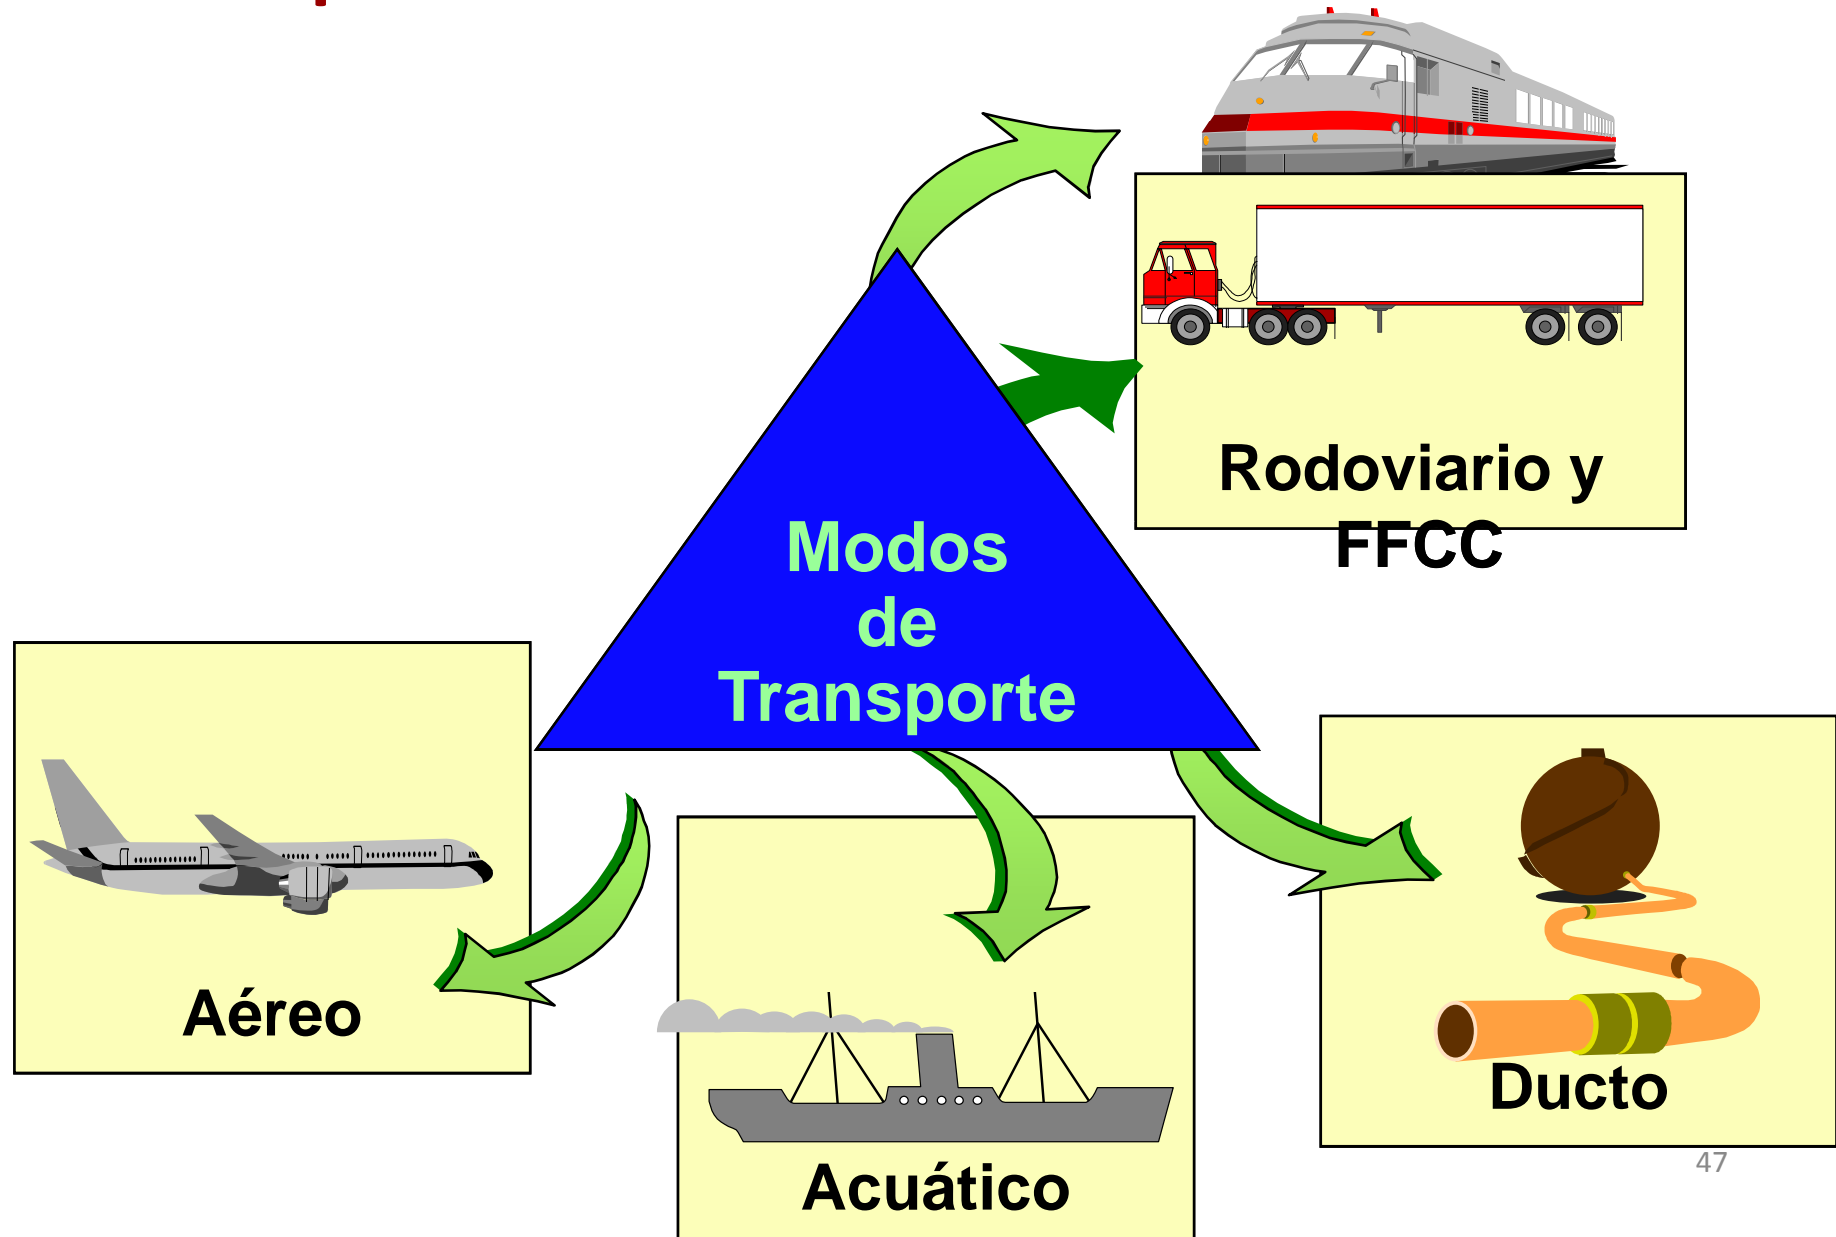 Rodoviario y
FFCC
Modos
de
Transporte
Aéreo
Ducto
Acuático
47